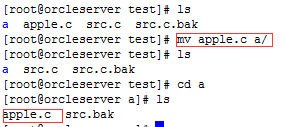 [root@orcleserver test]# ls
a  apple.c  src.c  src.c.bak
[root@orcleserver test]# mv apple.c a/
[root@orcleserver test]# ls
a  src.c  src.c.bak
[root@orcleserver test]# cd a
[root@orcleserver a]# ls
apple.c  src.bak